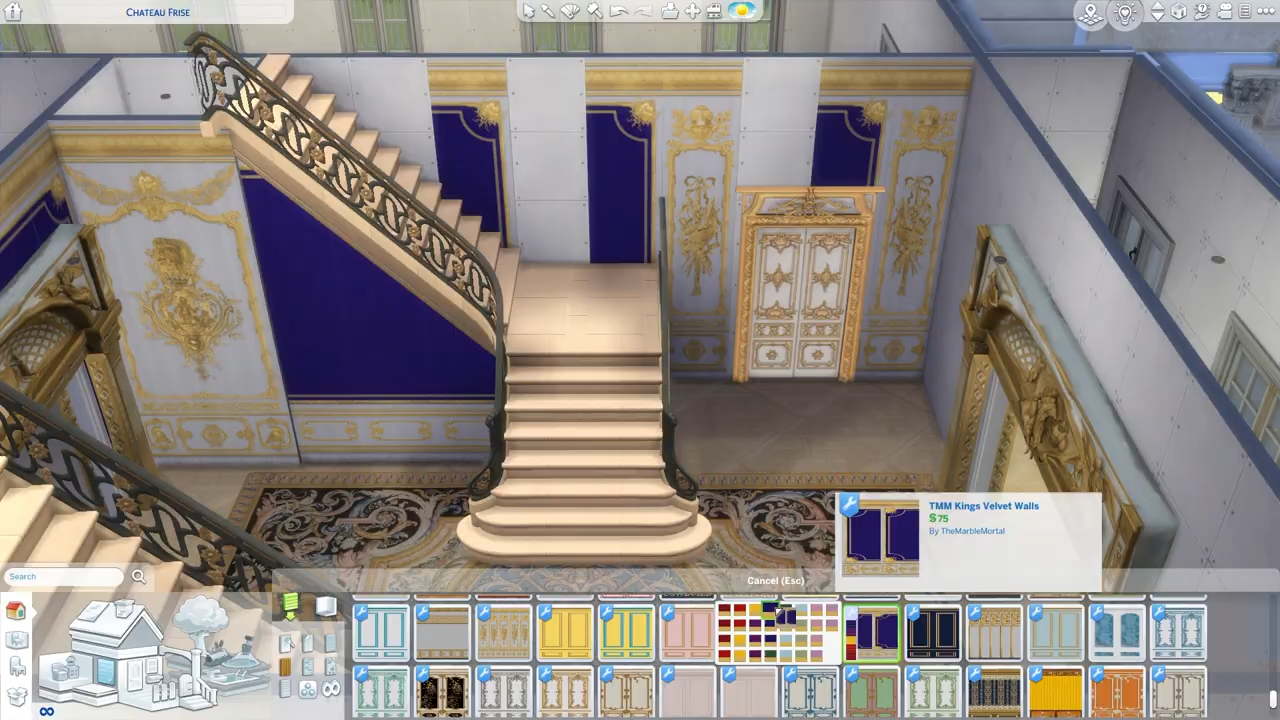 CHATEAU FRISE
TMM Kings Velvet Walls
§75
By TheMarbleMortal
Cancel (Esc)
Search